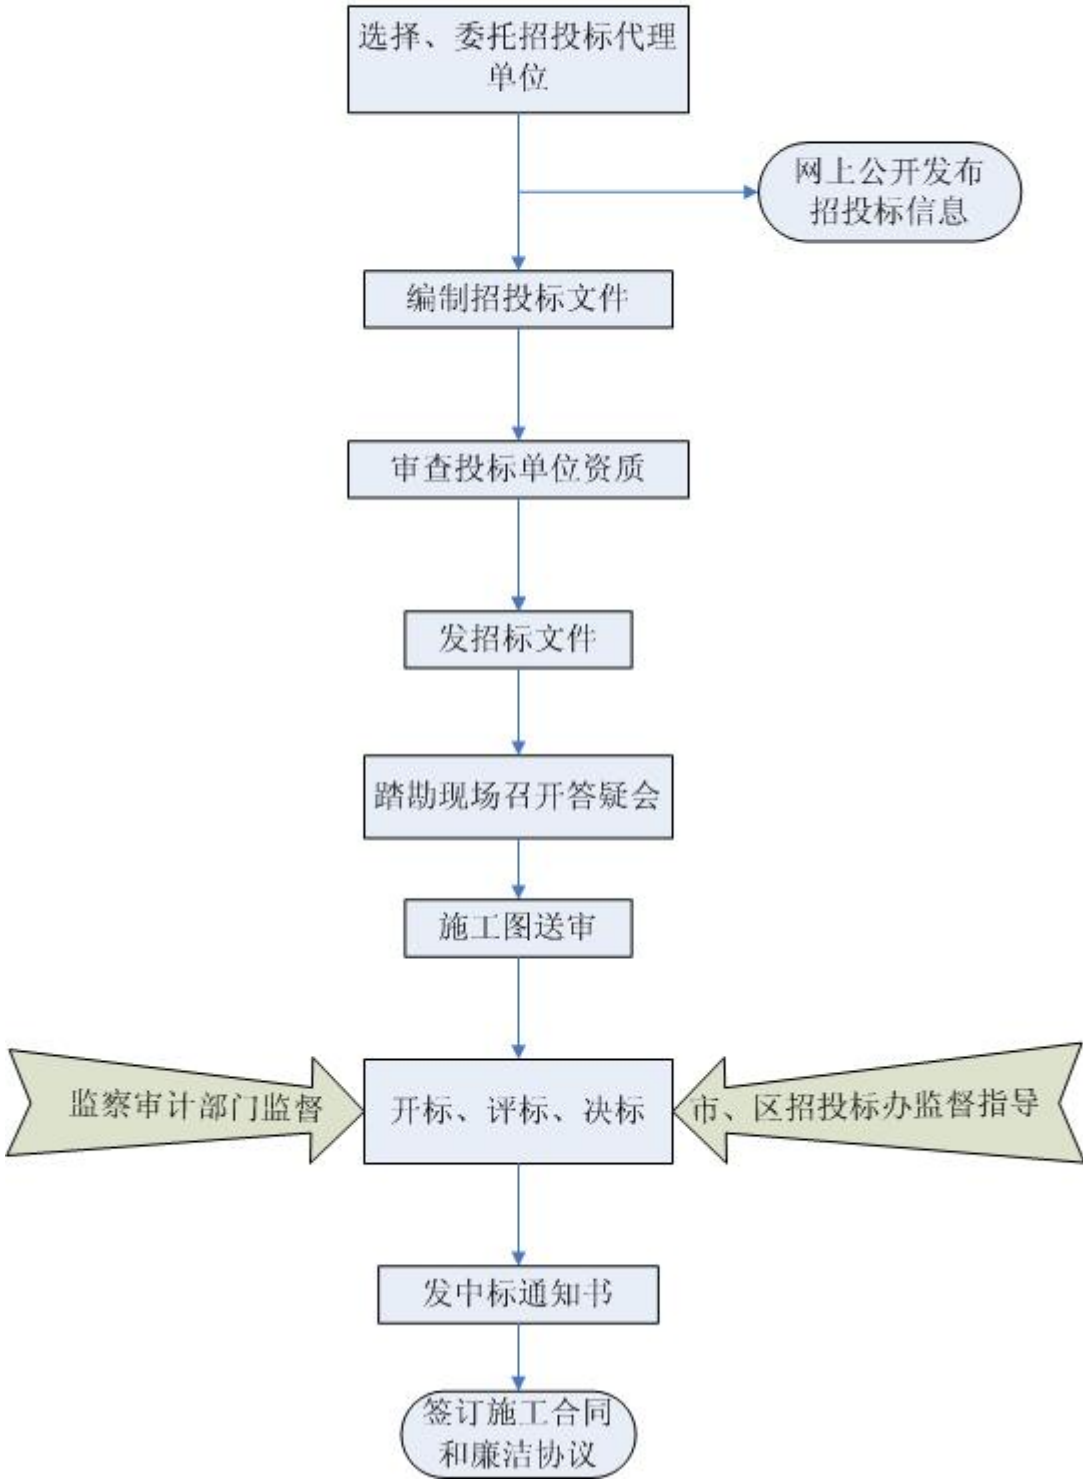 选择、委托招投标代理
单位
网上公开发布
招投标信息
编制招投标文件
审查投标单位资质
发招标文件
踏勘现场召开答疑会
施工图送审
监察审计部门监督
开标、评标、决标
市、区招投标办监督指导
发中标通知书
签订施工合同
和廉洁协议